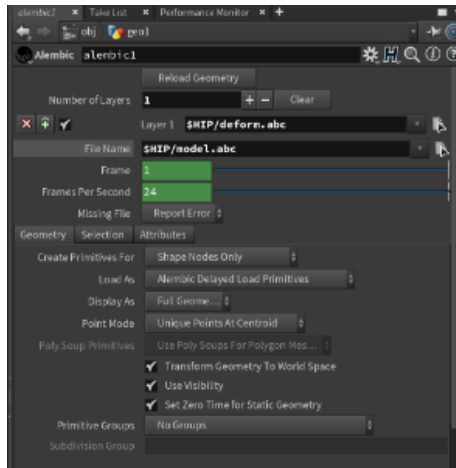 alembic1 Take List Performance Monitor
obj geo1
Alembic alembic1
Reload Geometry
Number of Layers 1 Clear
Layer 1 $HIP/deform.abc
File Name $HIP/model.abc
Frame 1
Frames Per Second 24
Missing File Report Error
Geometry Selection Attributes
Create Primitives For Shape Nodes Only
Load As Alembic Delayed Load Primitives
Display As Full Geome...
Point Mode Unique Points At Centroid
Poly Soup Primitives Use Poly Soups For Polygon Mes...
Transform Geometry To World Space
Use Visibility
Set Zero Time for Static Geometry
Primitive Groups No Groups
Subdivision Group